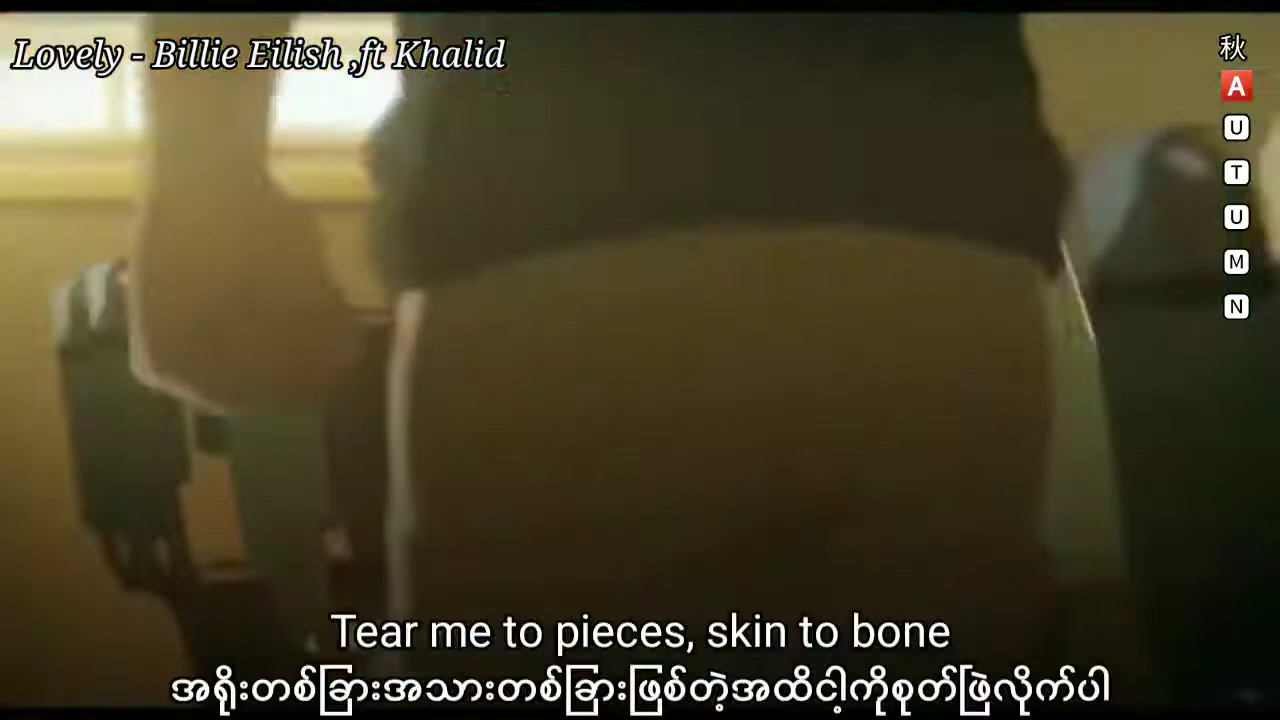 Lovely - Billie Eilish ,ft Khalid
秋
A
U
T
U
M
N
Tear me to pieces, skin to bone
အရိုးတစ်ခြားအသားတစ်ခြားဖြစ်တဲ့အထိငါ့ကိုစုတ်ဖြဲလိုက်ပါ